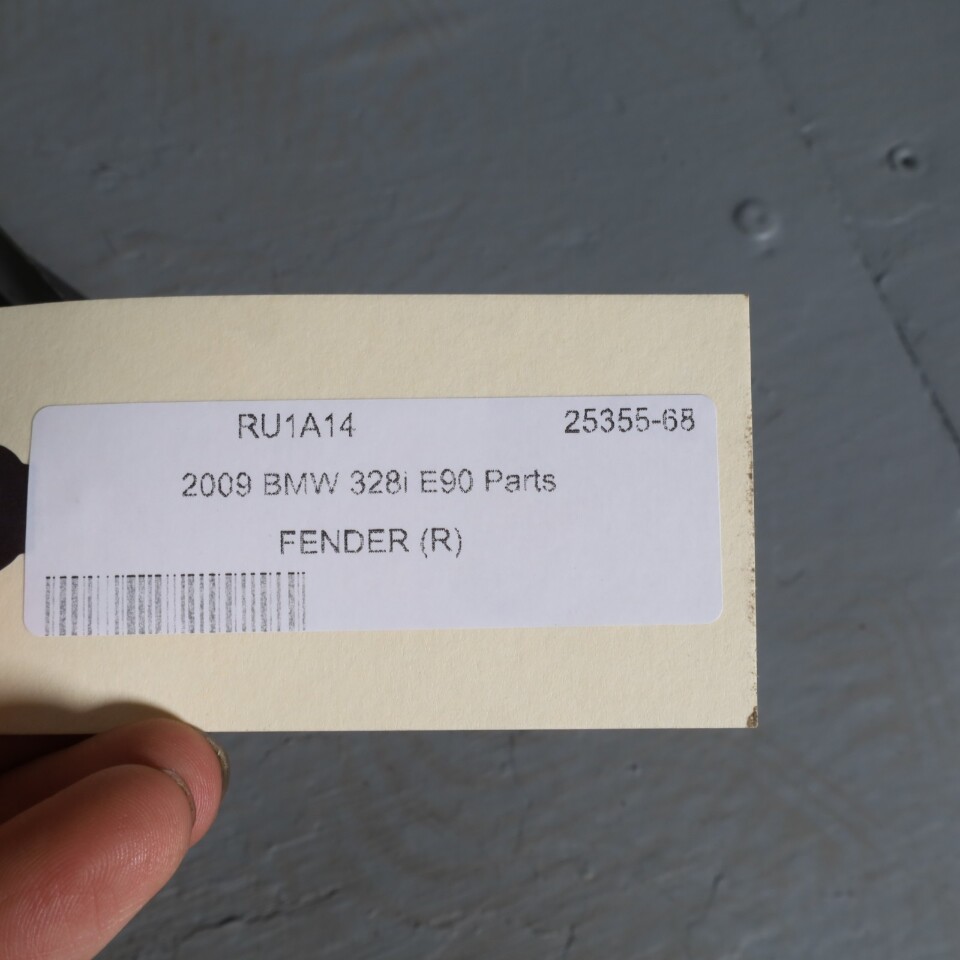 RU1A14 25355-68
2009 BMW 328i E90 Parts
FENDER (R)